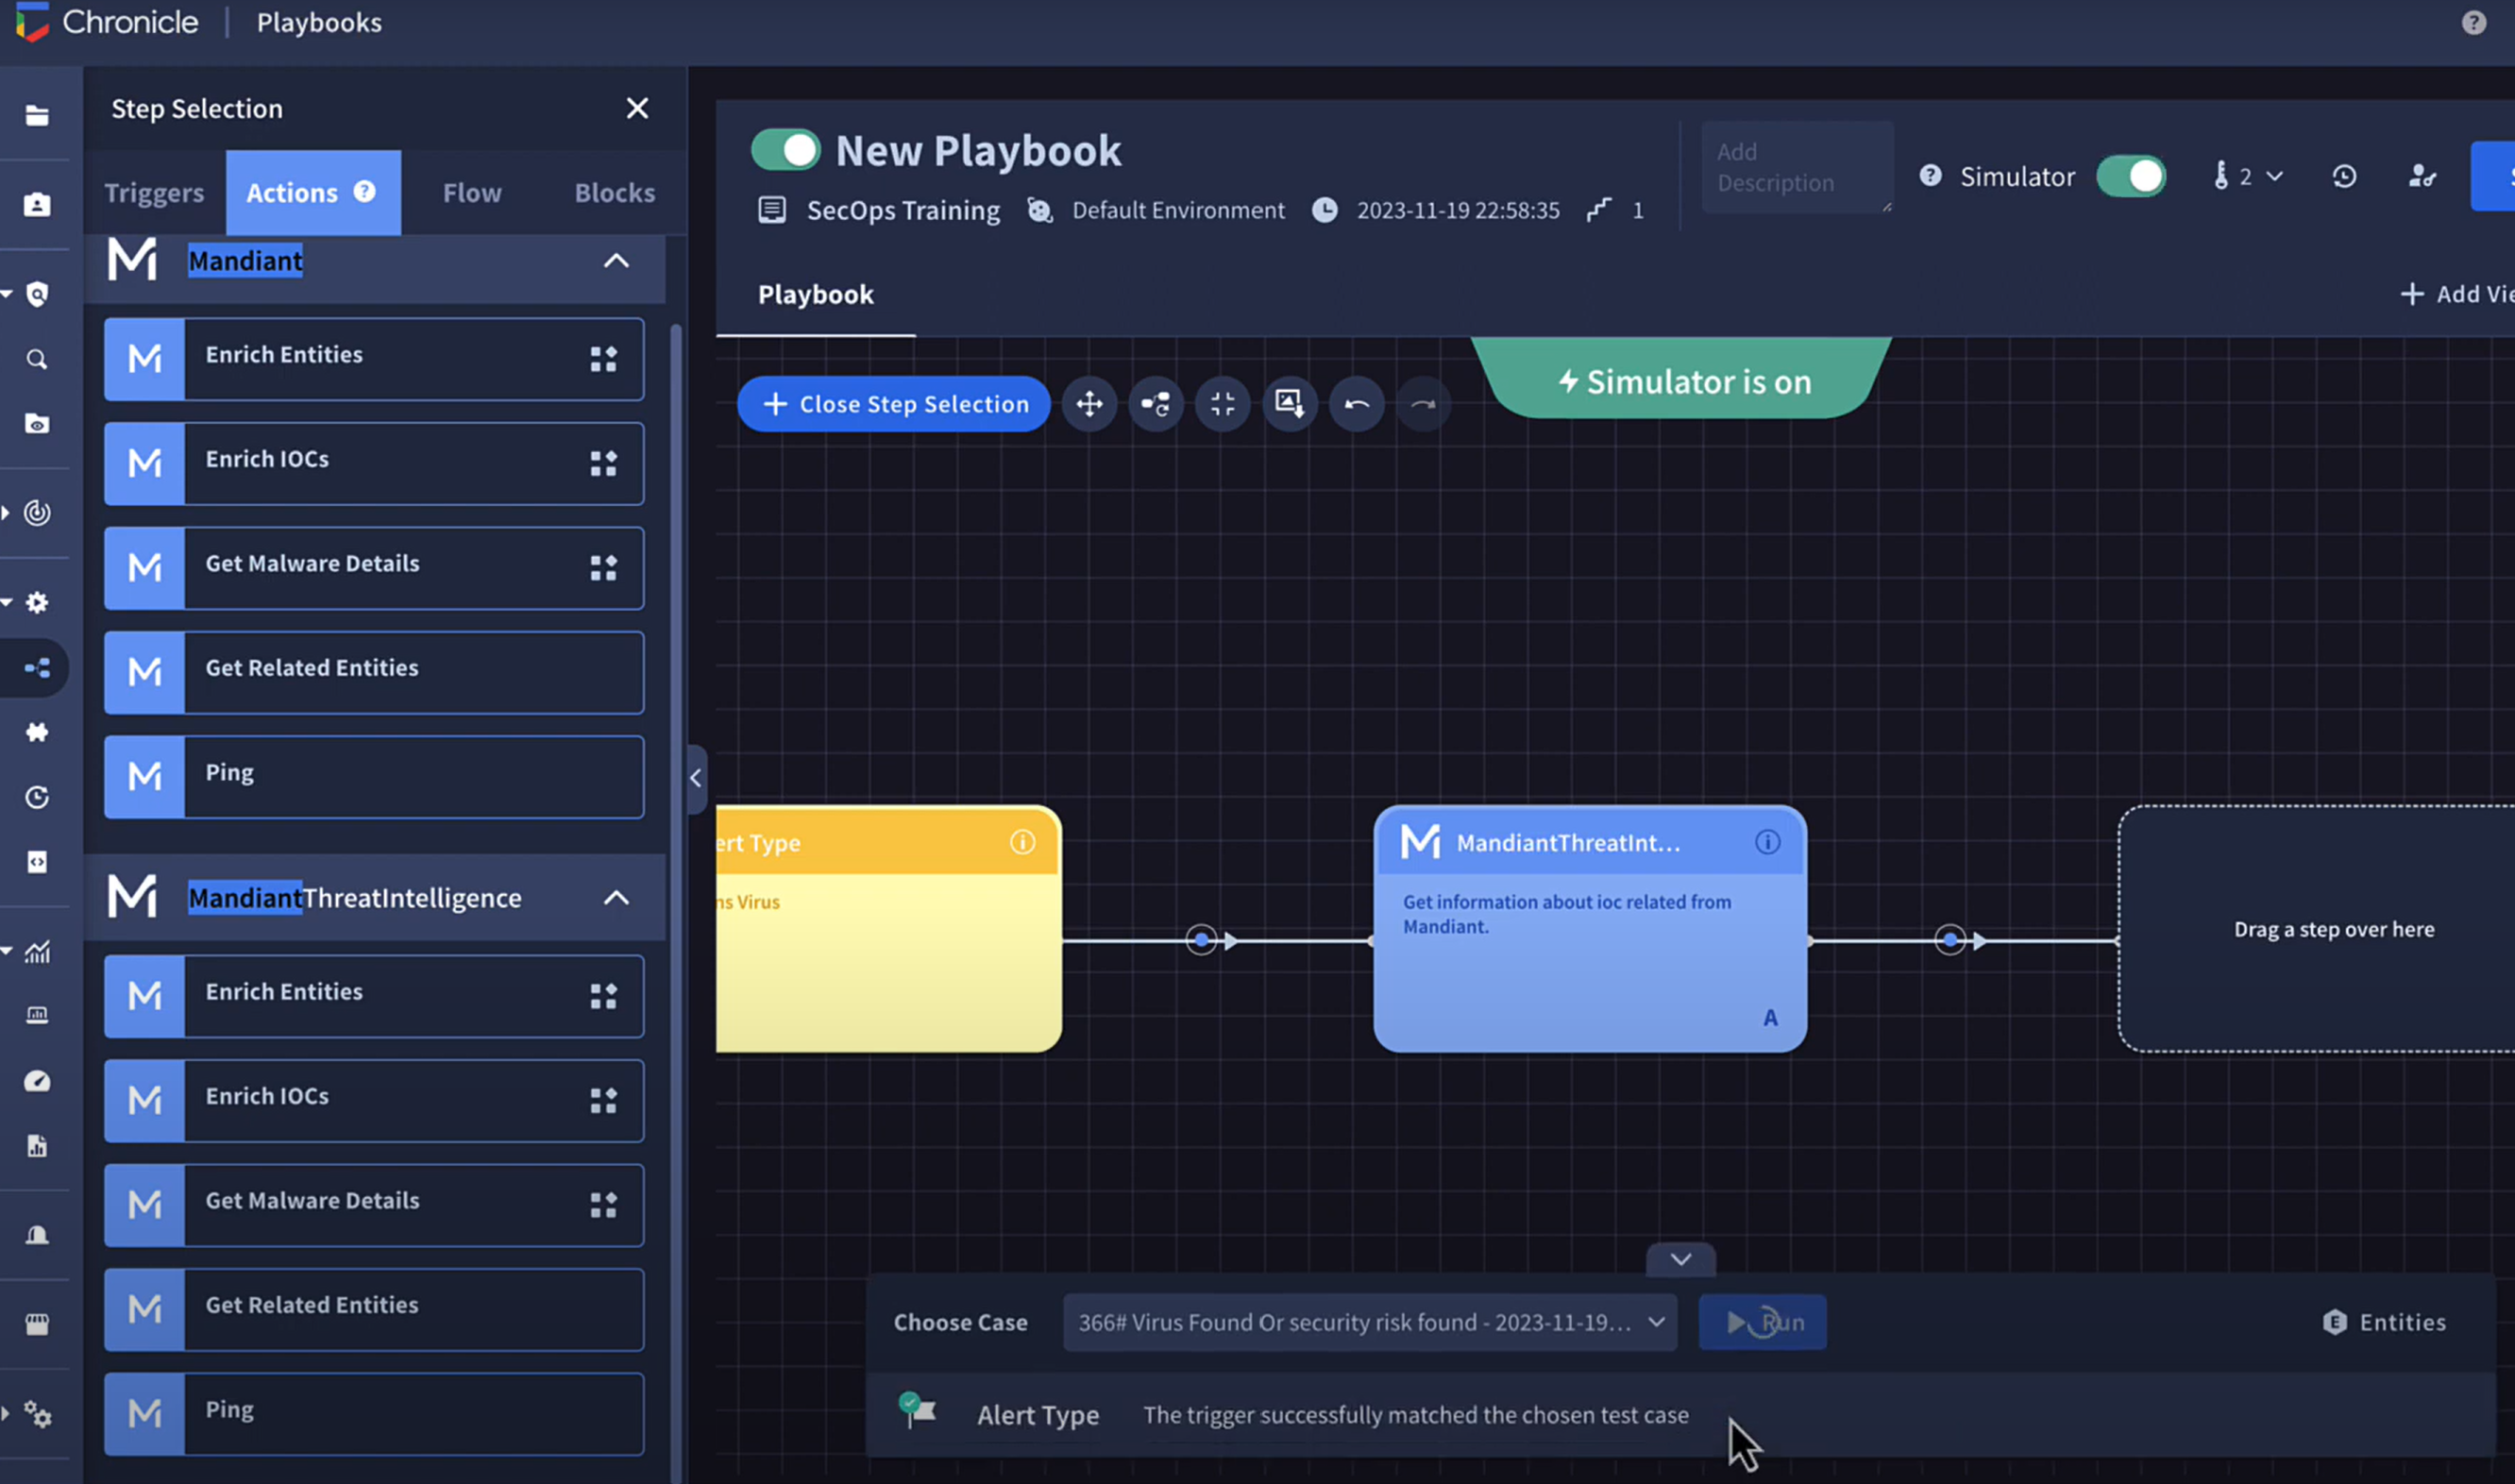 Chronicle | Playbooks
Step Selection
Triggers Actions Flow Blocks
Mandiant
Enrich Entities
Enrich IOCs
Get Malware Details
Get Related Entities
Ping
MandiantThreatIntelligence
Enrich Entities
Enrich IOCs
Get Malware Details
Get Related Entities
Ping
New Playbook
SecOps Training Default Environment 2023-11-19 22:58:35 1
Add
Description
Simulator 2
Playbook
+ Add Vie
+ Close Step Selection
Simulator is on
ert Type
ns Virus
MandiantThreatInt...
Get information about ioc related from
Mandiant.
A
Drag a step over here
Choose Case 366# Virus Found Or security risk found - 2023-11-19... Run Entities
Alert Type The trigger successfully matched the chosen test case